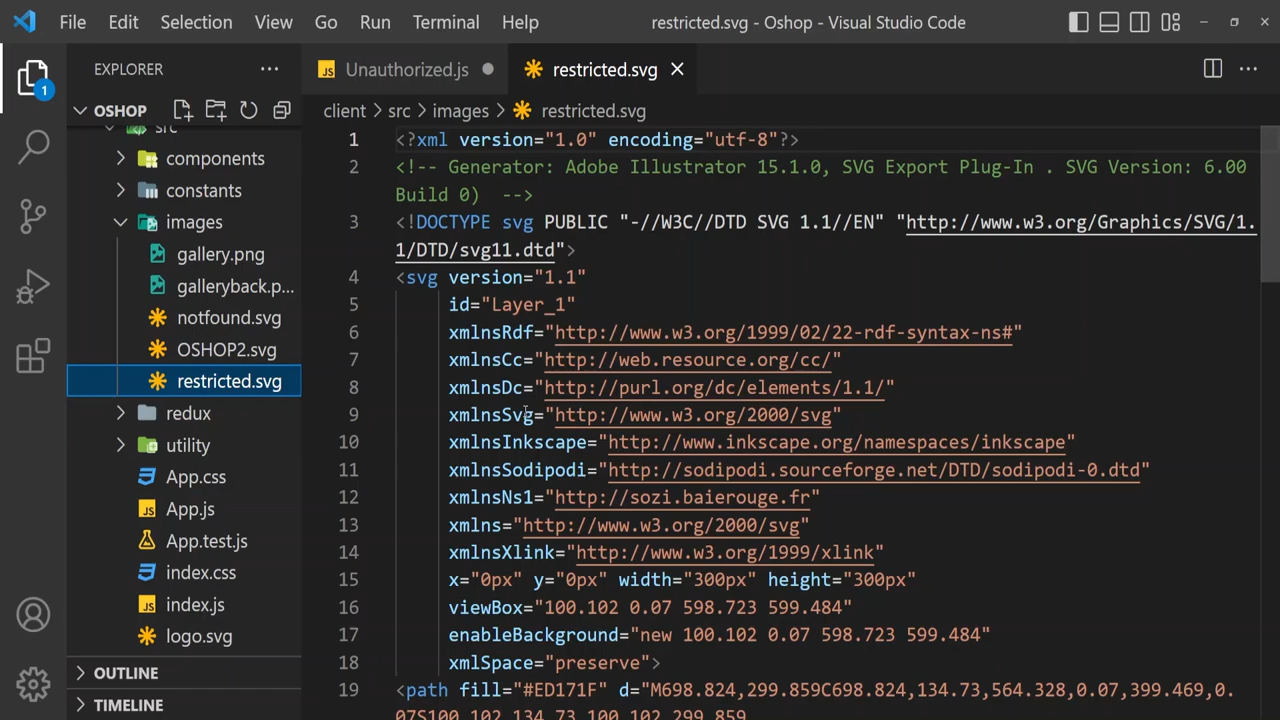 File Edit Selection View Go Run Terminal Help restricted.svg - Oshop - Visual Studio Code
EXPLORER
1
OSHOP
src
components
constants
images
gallery.png
galleryback.p...
notfound.svg
OSHOP2.svg
restricted.svg
redux
utility
App.css
App.js
App.test.js
index.css
index.js
logo.svg
OUTLINE
TIMELINE
JS Unauthorized.js
restricted.svg
client > src > images > restricted.svg
1 <?xml version="1.0" encoding="utf-8"?>
2 <!-- Generator: Adobe Illustrator 15.1.0, SVG Export Plug-In . SVG Version: 6.00
Build 0)  -->
3 <!DOCTYPE svg PUBLIC "-//W3C//DTD SVG 1.1//EN" "http://www.w3.org/Graphics/SVG/1.
1/DTD/svg11.dtd">
4 <svg version="1.1"
5 id="Layer_1"
6 xmlnsRdf="http://www.w3.org/1999/02/22-rdf-syntax-ns#"
7 xmlnsCc="http://web.resource.org/cc/"
8 xmlnsDc="http://purl.org/dc/elements/1.1/"
9 xmlnsSvg="http://www.w3.org/2000/svg"
10 xmlnsInkscape="http://www.inkscape.org/namespaces/inkscape"
11 xmlnsSodipodi="http://sodipodi.sourceforge.net/DTD/sodipodi-0.dtd"
12 xmlnsNs1="http://sozi.baierouge.fr"
13 xmlns="http://www.w3.org/2000/svg"
14 xmlnsXlink="http://www.w3.org/1999/xlink"
15 x="0px" y="0px" width="300px" height="300px"
16 viewBox="100.102 0.07 598.723 599.484"
17 enableBackground="new 100.102 0.07 598.723 599.484"
18 xmlSpace="preserve">
19 <path fill="#ED171F" d="M698.824,299.859C698.824,134.73,564.328,0.07,399.469,0.
07S100.102,134.73,100.102,299.859